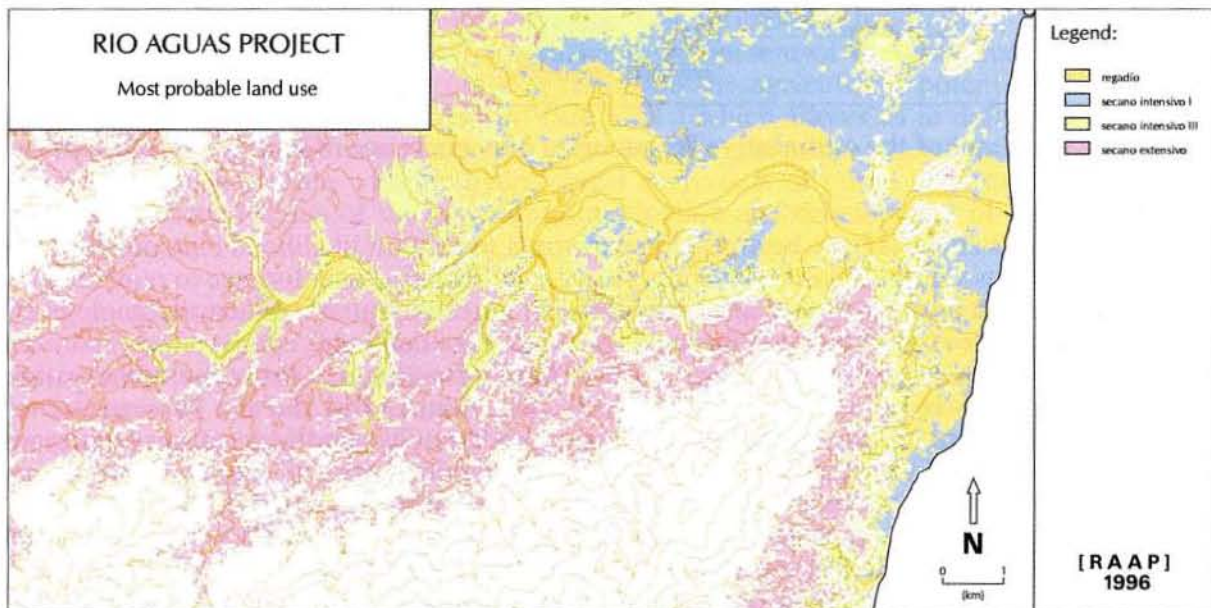 RIO AGUAS PROJECT
Most probable land use
Legend:
regadío
secano intensivo I
secano intensivo III
secano extensivo
N
0 1
(km)
[RAAP]
1996